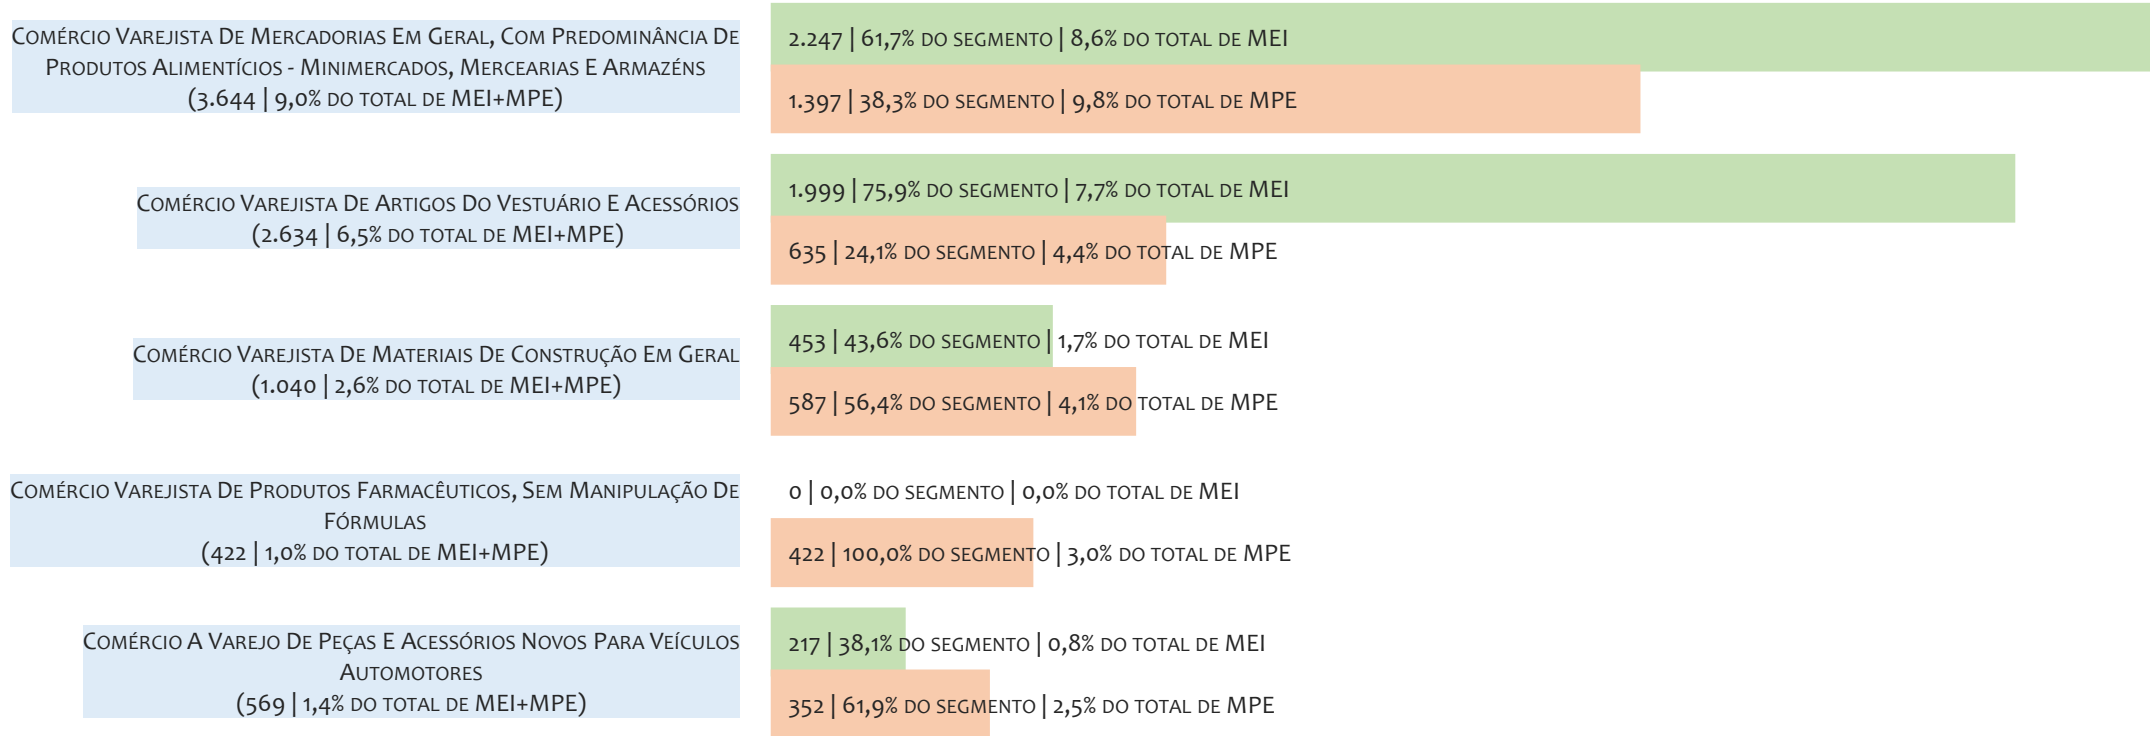 Comércio Varejista De Mercadorias Em Geral, Com Predominância De
Produtos Alimentícios - Minimercados, Mercearias E Armazéns
(3.644 | 9,0% do total de MEI+MPE)
2.247 | 61,7% do segmento | 8,6% do total de MEI
1.397 | 38,3% do segmento | 9,8% do total de MPE
Comércio Varejista De Artigos Do Vestuário E Acessórios
(2.634 | 6,5% do total de MEI+MPE)
1.999 | 75,9% do segmento | 7,7% do total de MEI
635 | 24,1% do segmento | 4,4% do total de MPE
Comércio Varejista De Materiais De Construção Em Geral
(1.040 | 2,6% do total de MEI+MPE)
453 | 43,6% do segmento | 1,7% do total de MEI
587 | 56,4% do segmento | 4,1% do total de MPE
Comércio Varejista De Produtos Farmacêuticos, Sem Manipulação De
Fórmulas
(422 | 1,0% do total de MEI+MPE)
0 | 0,0% do segmento | 0,0% do total de MEI
422 | 100,0% do segmento | 3,0% do total de MPE
Comércio A Varejo De Peças E Acessórios Novos Para Veículos
Automotores
(569 | 1,4% do total de MEI+MPE)
217 | 38,1% do segmento | 0,8% do total de MEI
352 | 61,9% do segmento | 2,5% do total de MPE